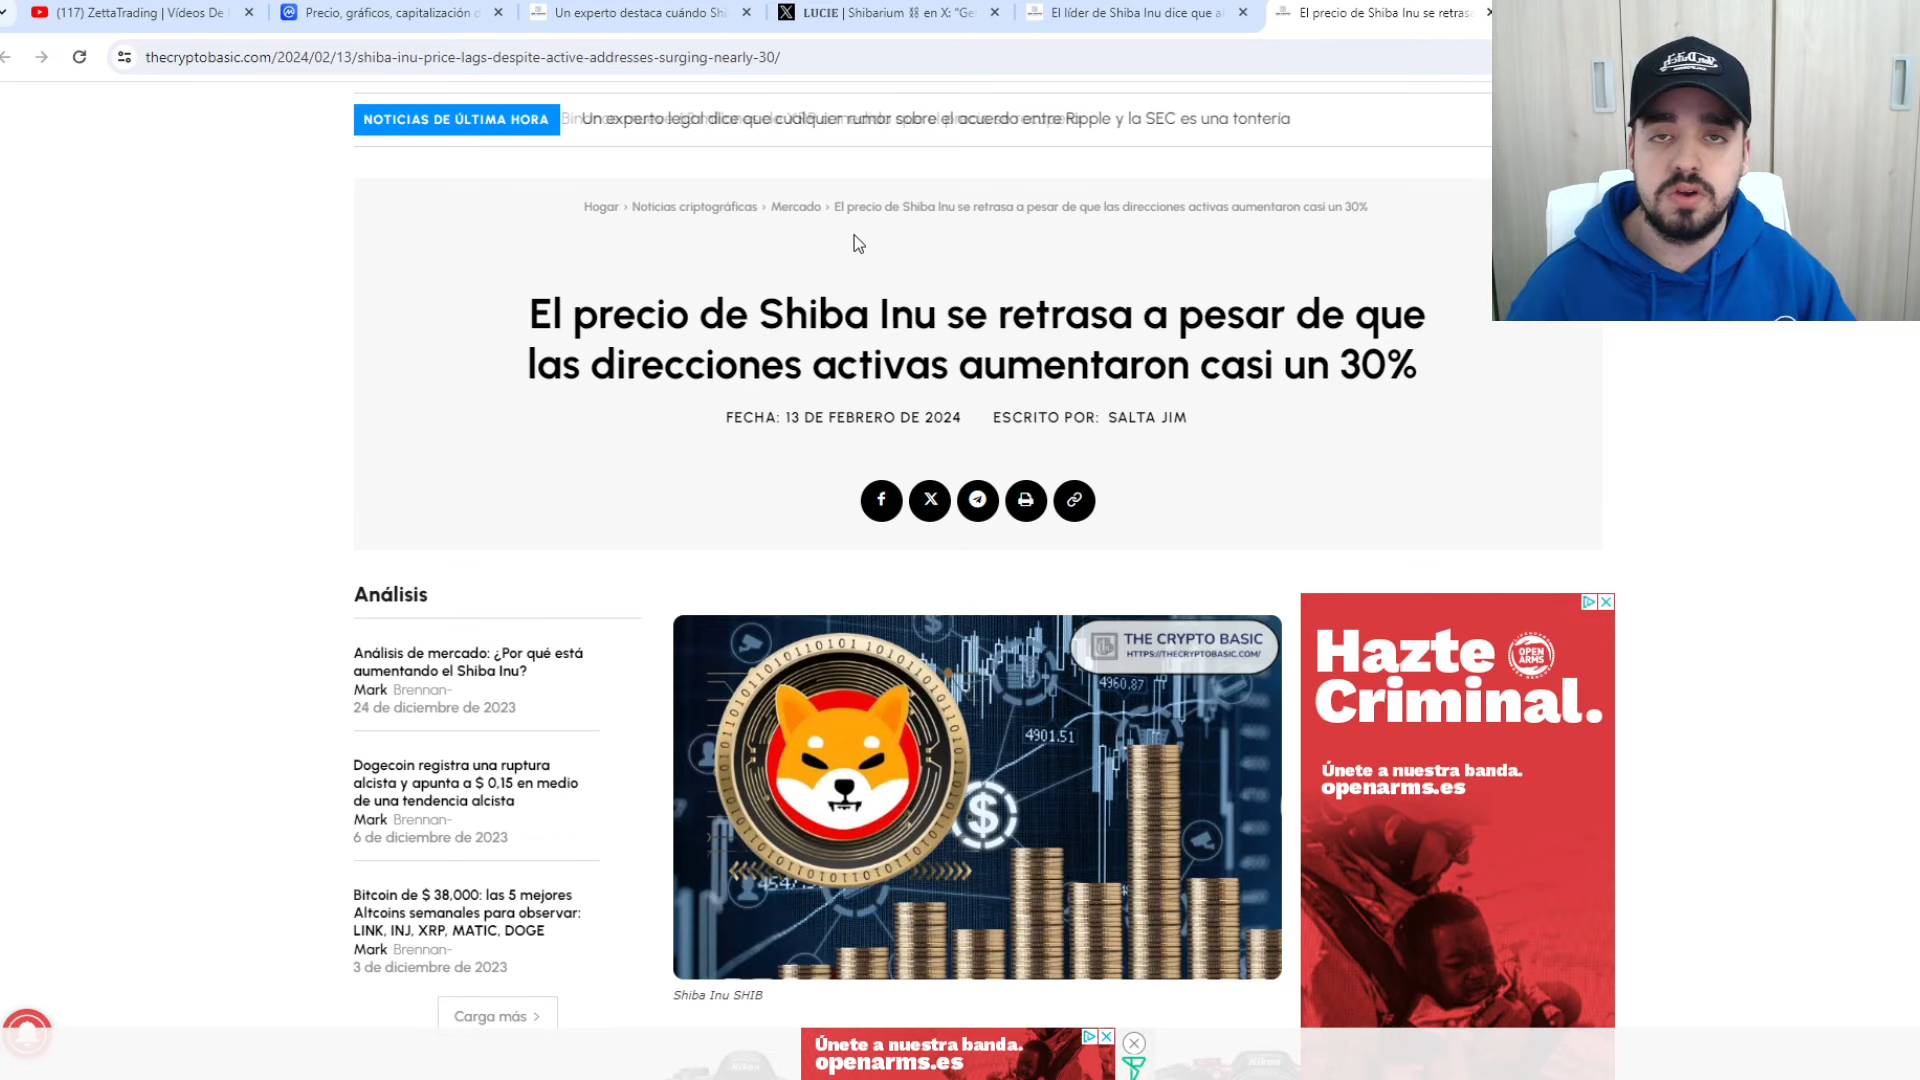 (117) ZettaTrading | Vídeos De
Precio, gráficos, capitalización
Un experto destaca cuándo Shi
LUCIE | Shibarium ⛓ en X: "Ge
El líder de Shiba Inu dice que al
El precio de Shiba Inu se retrasa
thecryptobasic.com/2024/02/13/shiba-inu-price-lags-despite-active-addresses-surging-nearly-30/
NOTICIAS DE ÚLTIMA HORA
Un experto legal dice que cualquier rumor sobre el acuerdo entre Ripple y la SEC es una tontería
Hogar › Noticias criptográficas › Mercado › El precio de Shiba Inu se retrasa a pesar de que las direcciones activas aumentaron casi un 30%
El precio de Shiba Inu se retrasa a pesar de que
las direcciones activas aumentaron casi un 30%
FECHA: 13 DE FEBRERO DE 2024 ESCRITO POR: SALTA JIM
Análisis
Análisis de mercado: ¿Por qué está
aumentando el Shiba Inu?
Mark Brennan-
24 de diciembre de 2023
Dogecoin registra una ruptura
alcista y apunta a $ 0,15 en medio
de una tendencia alcista
Mark Brennan-
6 de diciembre de 2023
Bitcoin de $ 38,000: las 5 mejores
Altcoins semanales para observar:
LINK, INJ, XRP, MATIC, DOGE
Mark Brennan-
3 de diciembre de 2023
Carga más >
THE CRYPTO BASIC
HTTPS://THECRYPTOBASIC.COM/
4960.87
4901.51
Shiba Inu SHIB
Hazte
OPEN
ARMS
Criminal.
Únete a nuestra banda.
openarms.es
Únete a nuestra banda.
openarms.es
Nikon
Nikon